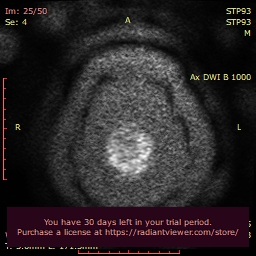 Im: 25/50
STP93
Se: 4
STP93
M
A
Ax DWI B 1000
R
L
You have 30 days left in your trial period.
Purchase a license at https://radiantviewer.com/store/